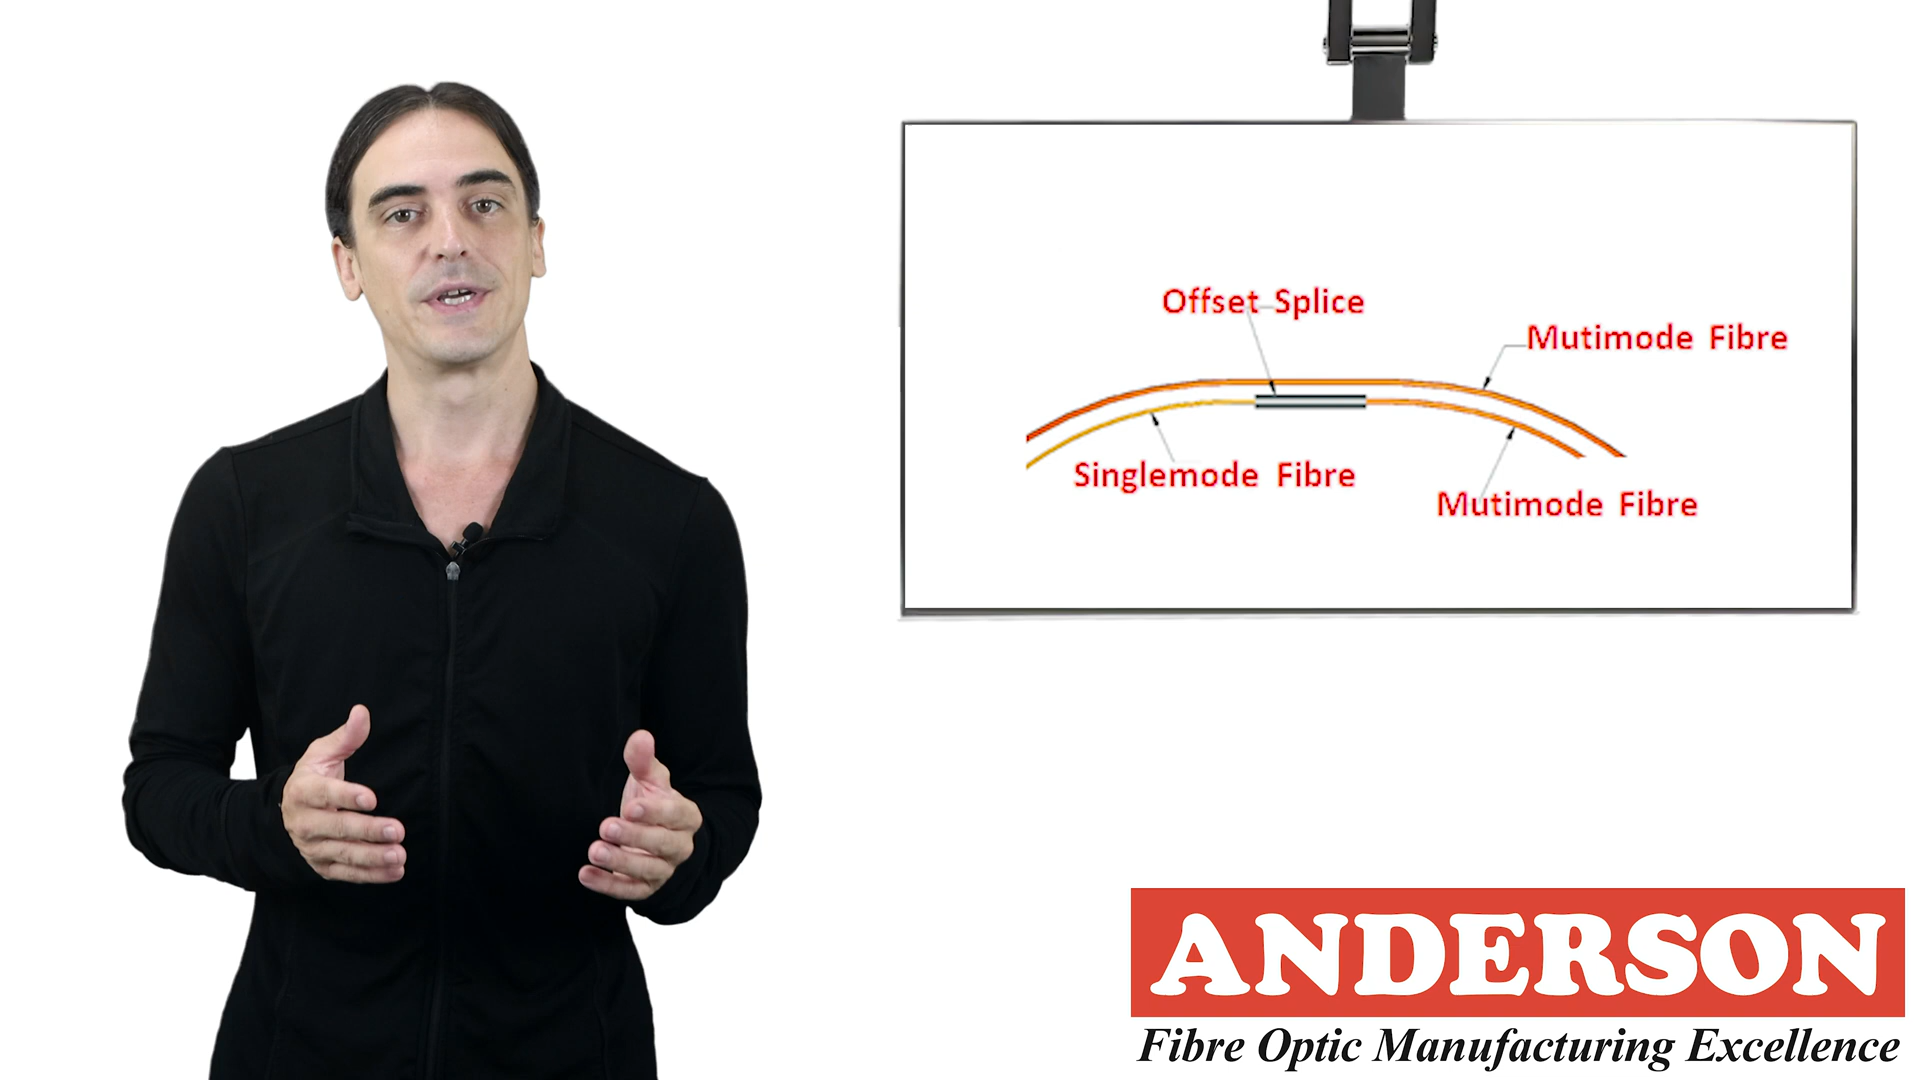 Offset Splice
Mutimode Fibre
Singlemode Fibre
Mutimode Fibre
ANDERSON
Fibre Optic Manufacturing Excellence